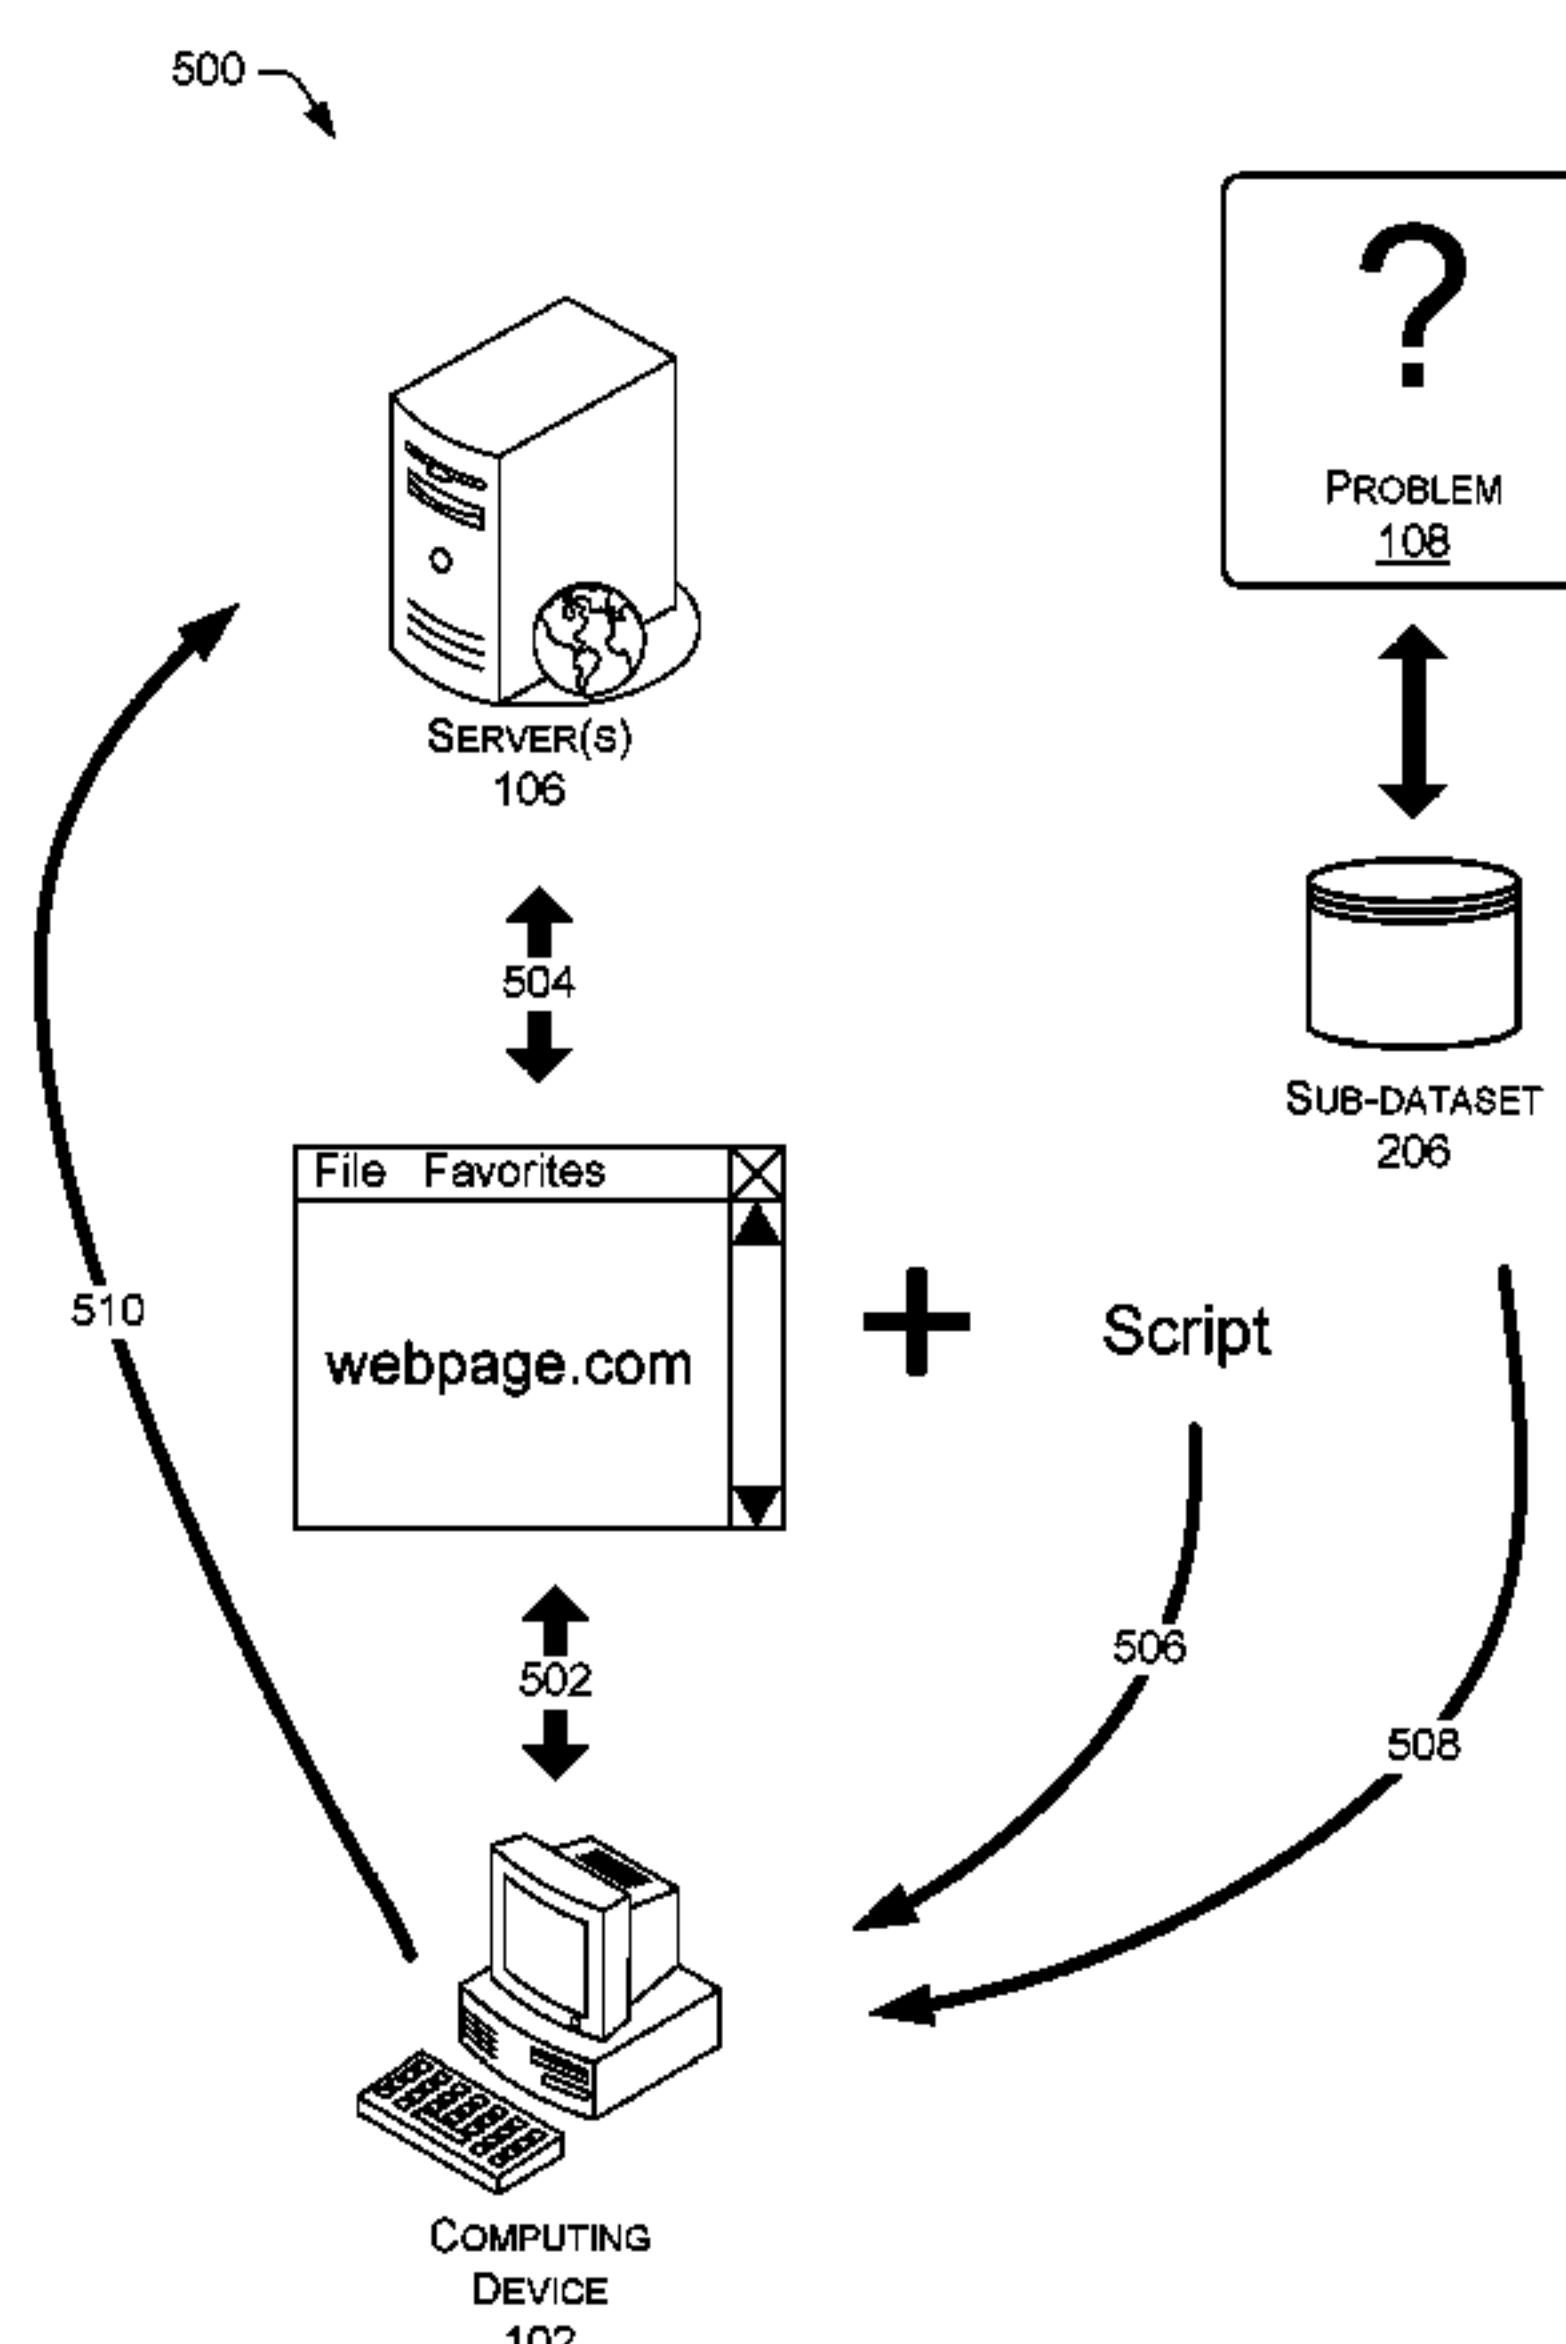 500
PROBLEM
108
SERVER(S)
106
504
SUB-DATASET
206
File Favorites
510
webpage.com
Script
506
502
508
COMPUTING
DEVICE
102